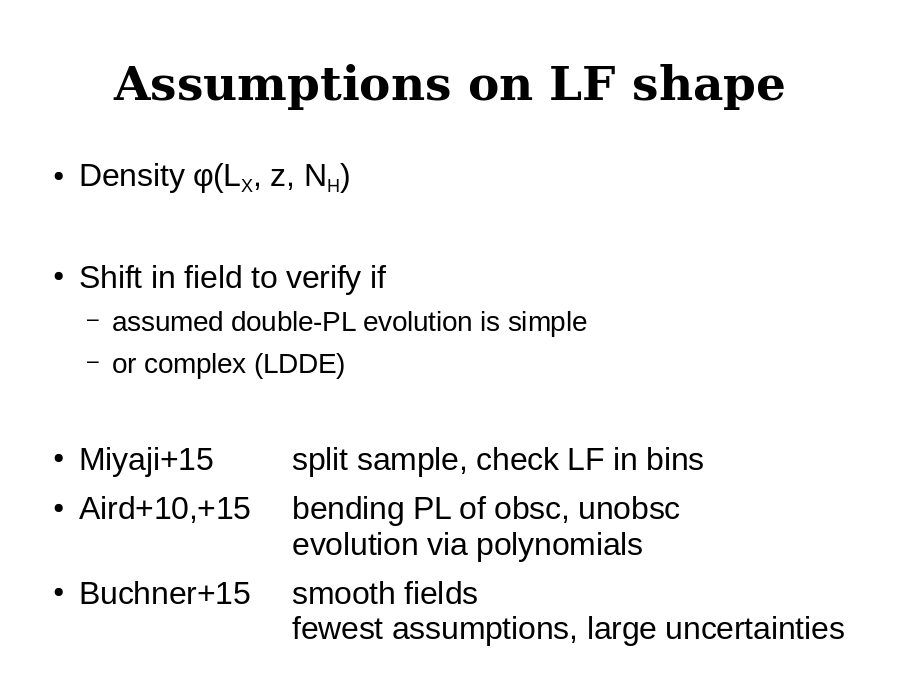 Assumptions on LF shape
• Density φ(L_X, z, N_H)
• Shift in field to verify if
– assumed double-PL evolution is simple
– or complex (LDDE)
• Miyaji+15 split sample, check LF in bins
• Aird+10,+15 bending PL of obsc, unobsc
evolution via polynomials
• Buchner+15 smooth fields
fewest assumptions, large uncertainties